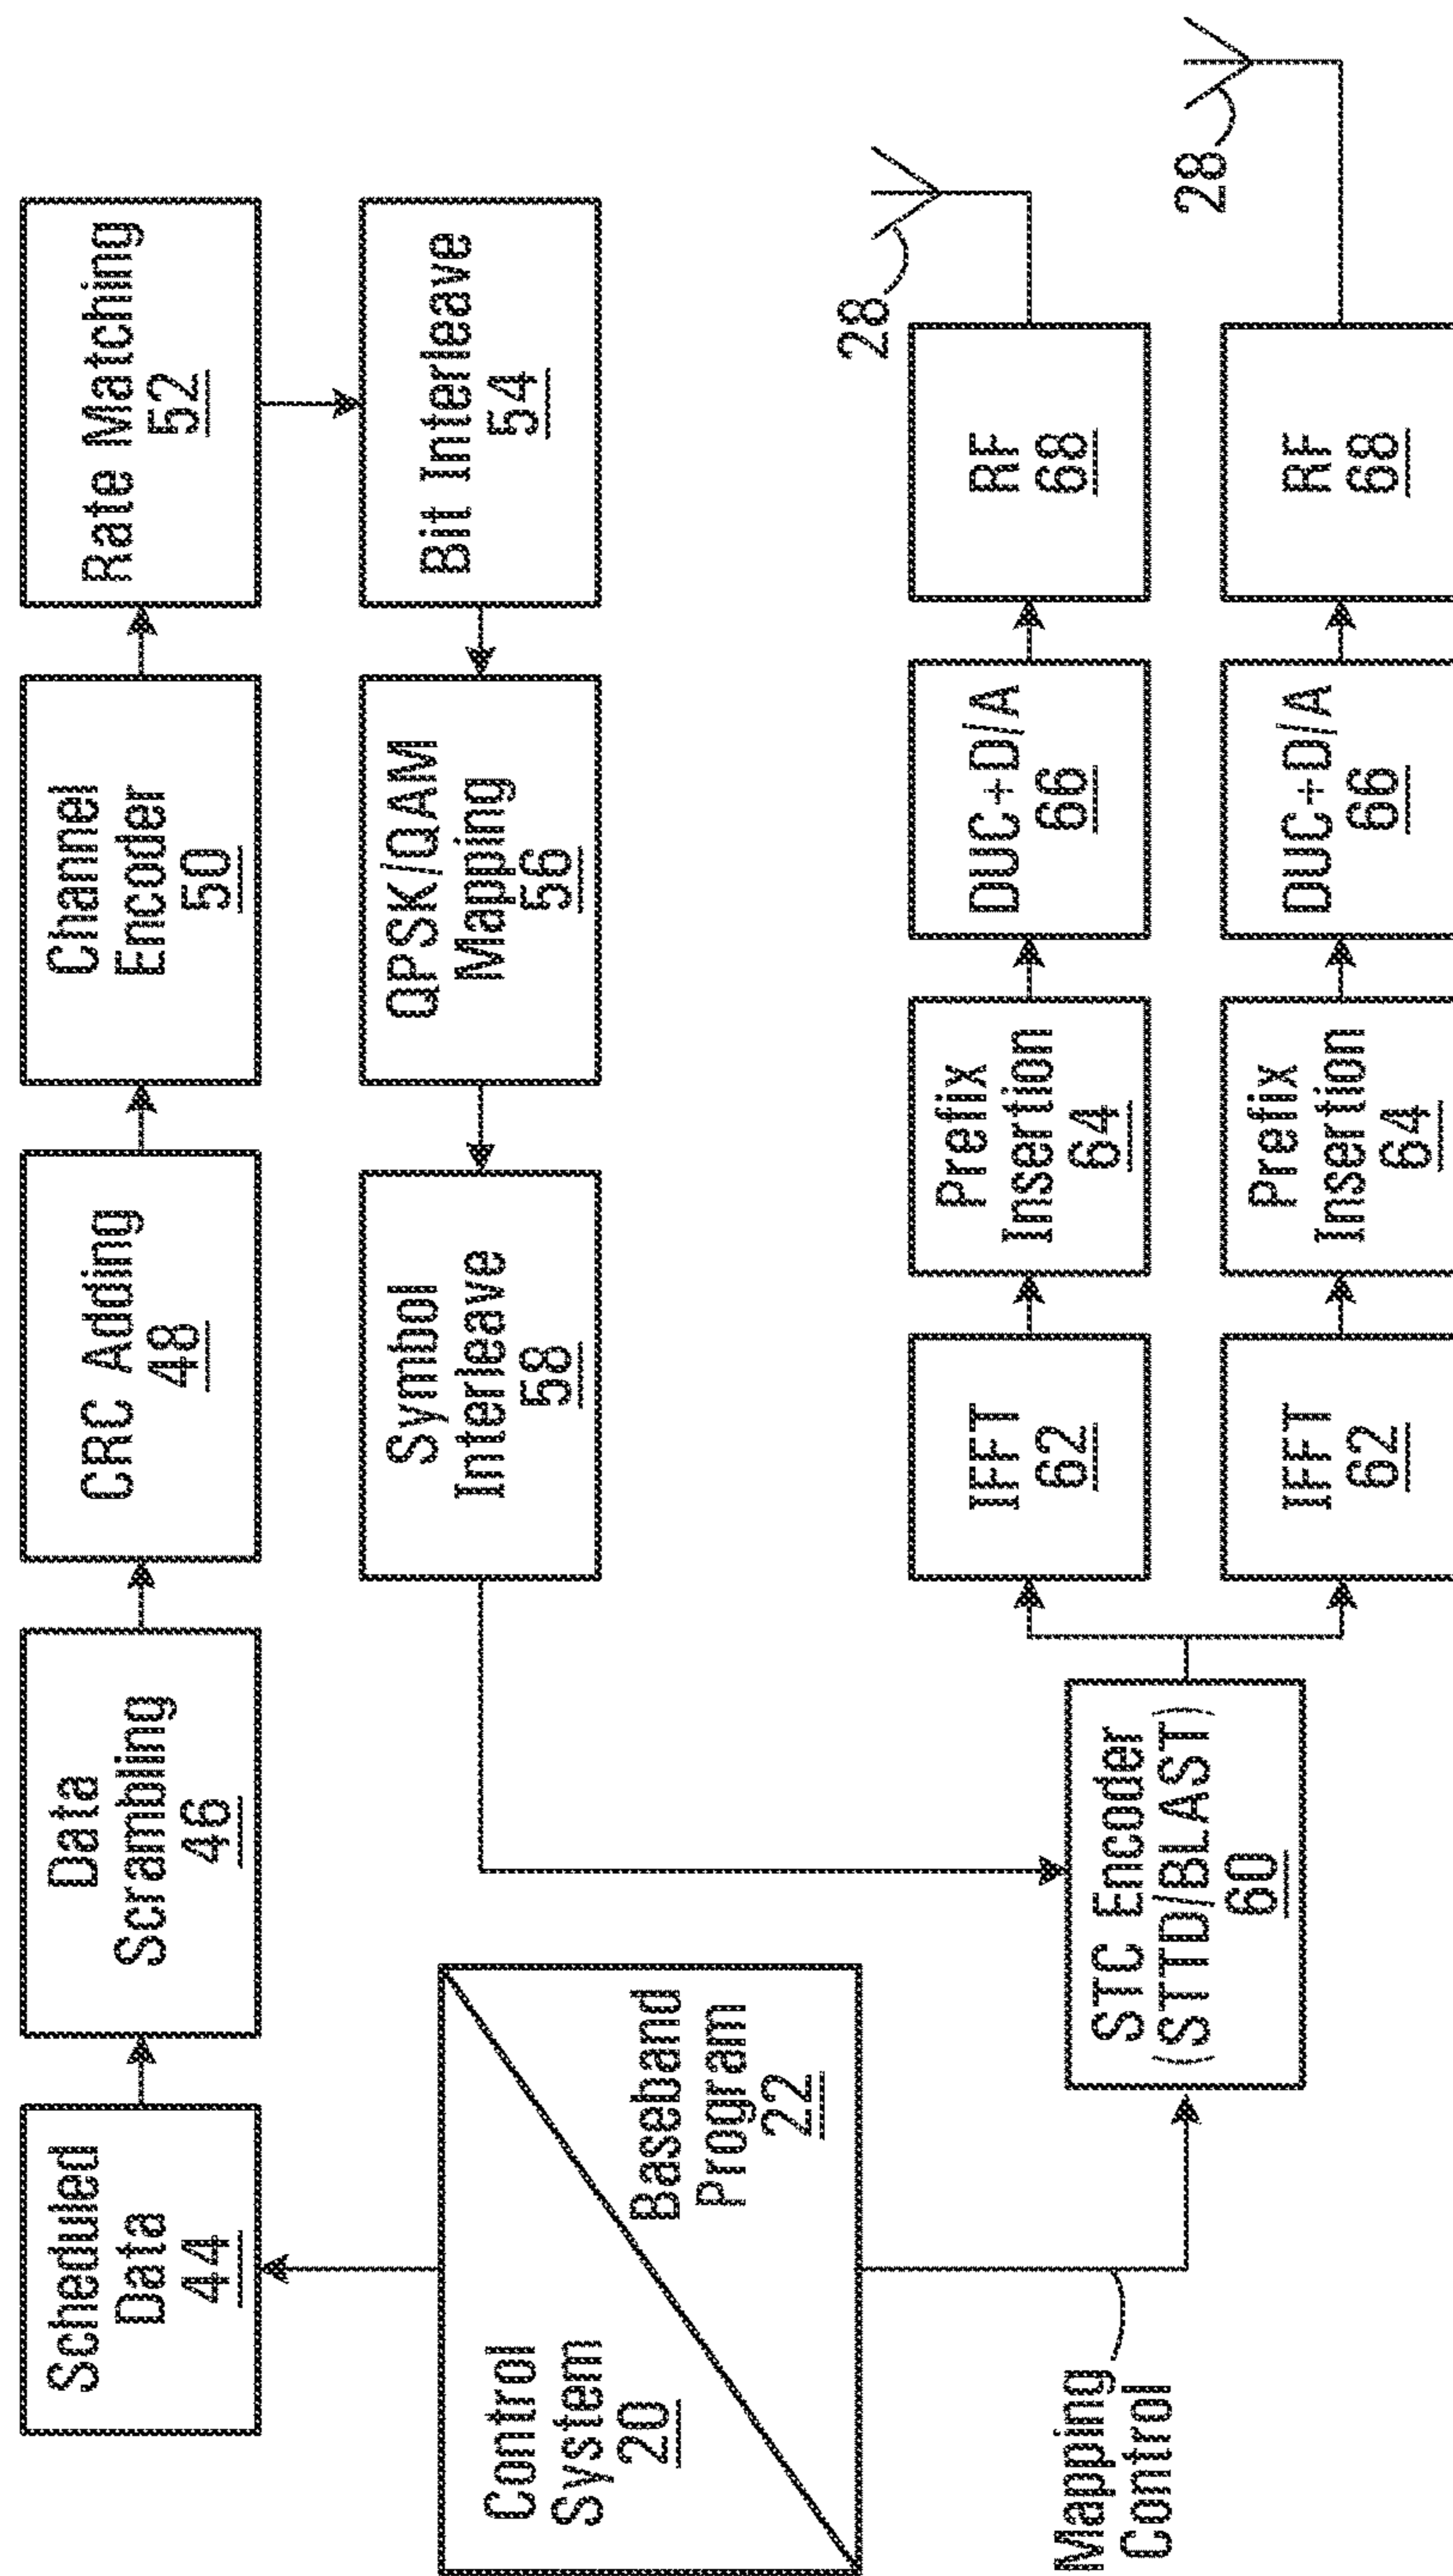 Scheduled
Data
44
Data
Scrambling
46
CRC Adding
48
Channel
Encoder
50
Rate Matching
52
Control
System
20
Baseband
Program
22
Symbol
Interleave
58
QPSK/QAM
Mapping
56
Bit Interleave
54
Mapping
Control
STC Encoder
(STTD/BLAST)
60
IFFT
62
Prefix
Insertion
64
DUC+D/A
66
RF
68
28
IFFT
62
Prefix
Insertion
64
DUC+D/A
66
RF
68
28